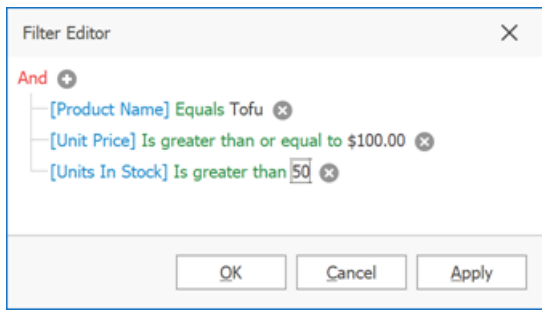 Filter Editor
And
[Product Name] Equals Tofu
[Unit Price] Is greater than or equal to $100.00
[Units In Stock] Is greater than 50
OK Cancel Apply